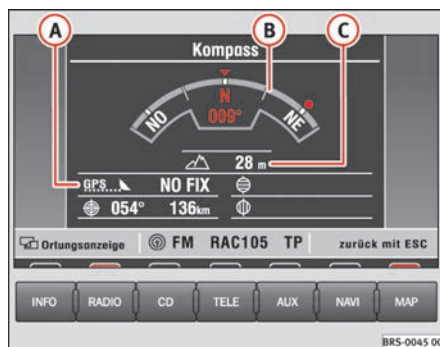 A B C
Kompass
N
NO 009° NE
28 m
GPS NO FIX
054° 136km
Ortungsanzeige FM RAC105 TP zurück mit ESC
INFO RADIO CD TELE AUX NAVI MAP
BRS-0045 00